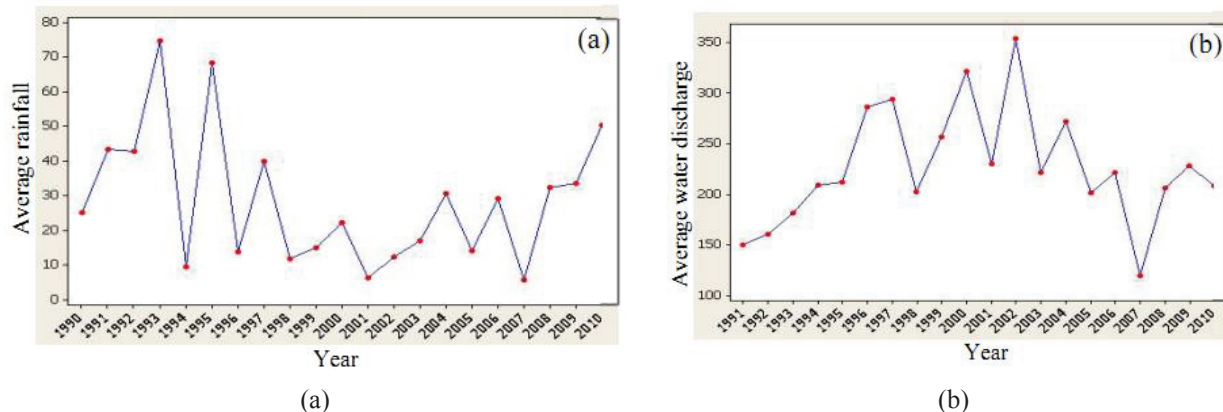 (a)
Average rainfall
80
70
60
50
40
30
20
10
0
1990 1991 1992 1993 1994 1995 1996 1997 1998 1999 2000 2001 2002 2003 2004 2005 2006 2007 2008 2009 2010
Year
(a)
(b)
Average water discharge
350
300
250
200
150
100
1991 1992 1993 1994 1995 1996 1997 1998 1999 2000 2001 2002 2003 2004 2005 2006 2007 2008 2009 2010
Year
(b)